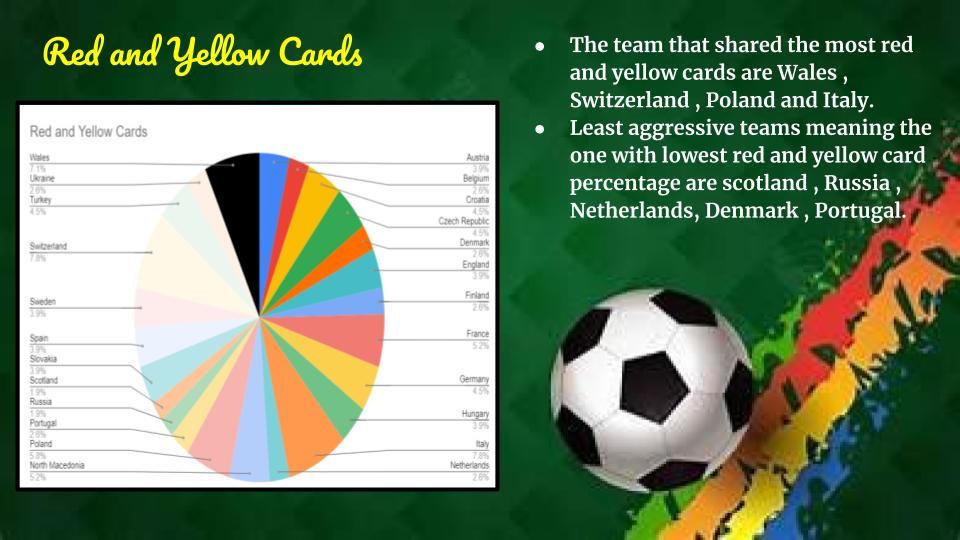 Red and Yellow Cards
Red and Yellow Cards
Wales
7.1%
Ukraine
2.6%
Turkey
4.5%
Switzerland
7.8%
Sweden
3.9%
Spain
3.9%
Slovakia
3.9%
Scotland
1.9%
Russia
1.9%
Portugal
2.6%
Poland
5.8%
North Macedonia
5.2%
Austria
3.9%
Belgium
2.6%
Croatia
4.5%
Czech Republic
4.5%
Denmark
2.6%
England
3.9%
Finland
2.6%
France
5.2%
Germany
4.5%
Hungary
3.9%
Italy
7.8%
Netherlands
2.6%
● The team that shared the most red
and yellow cards are Wales ,
Switzerland , Poland and Italy.
● Least aggressive teams meaning the
one with lowest red and yellow card
percentage are scotland , Russia ,
Netherlands, Denmark , Portugal.